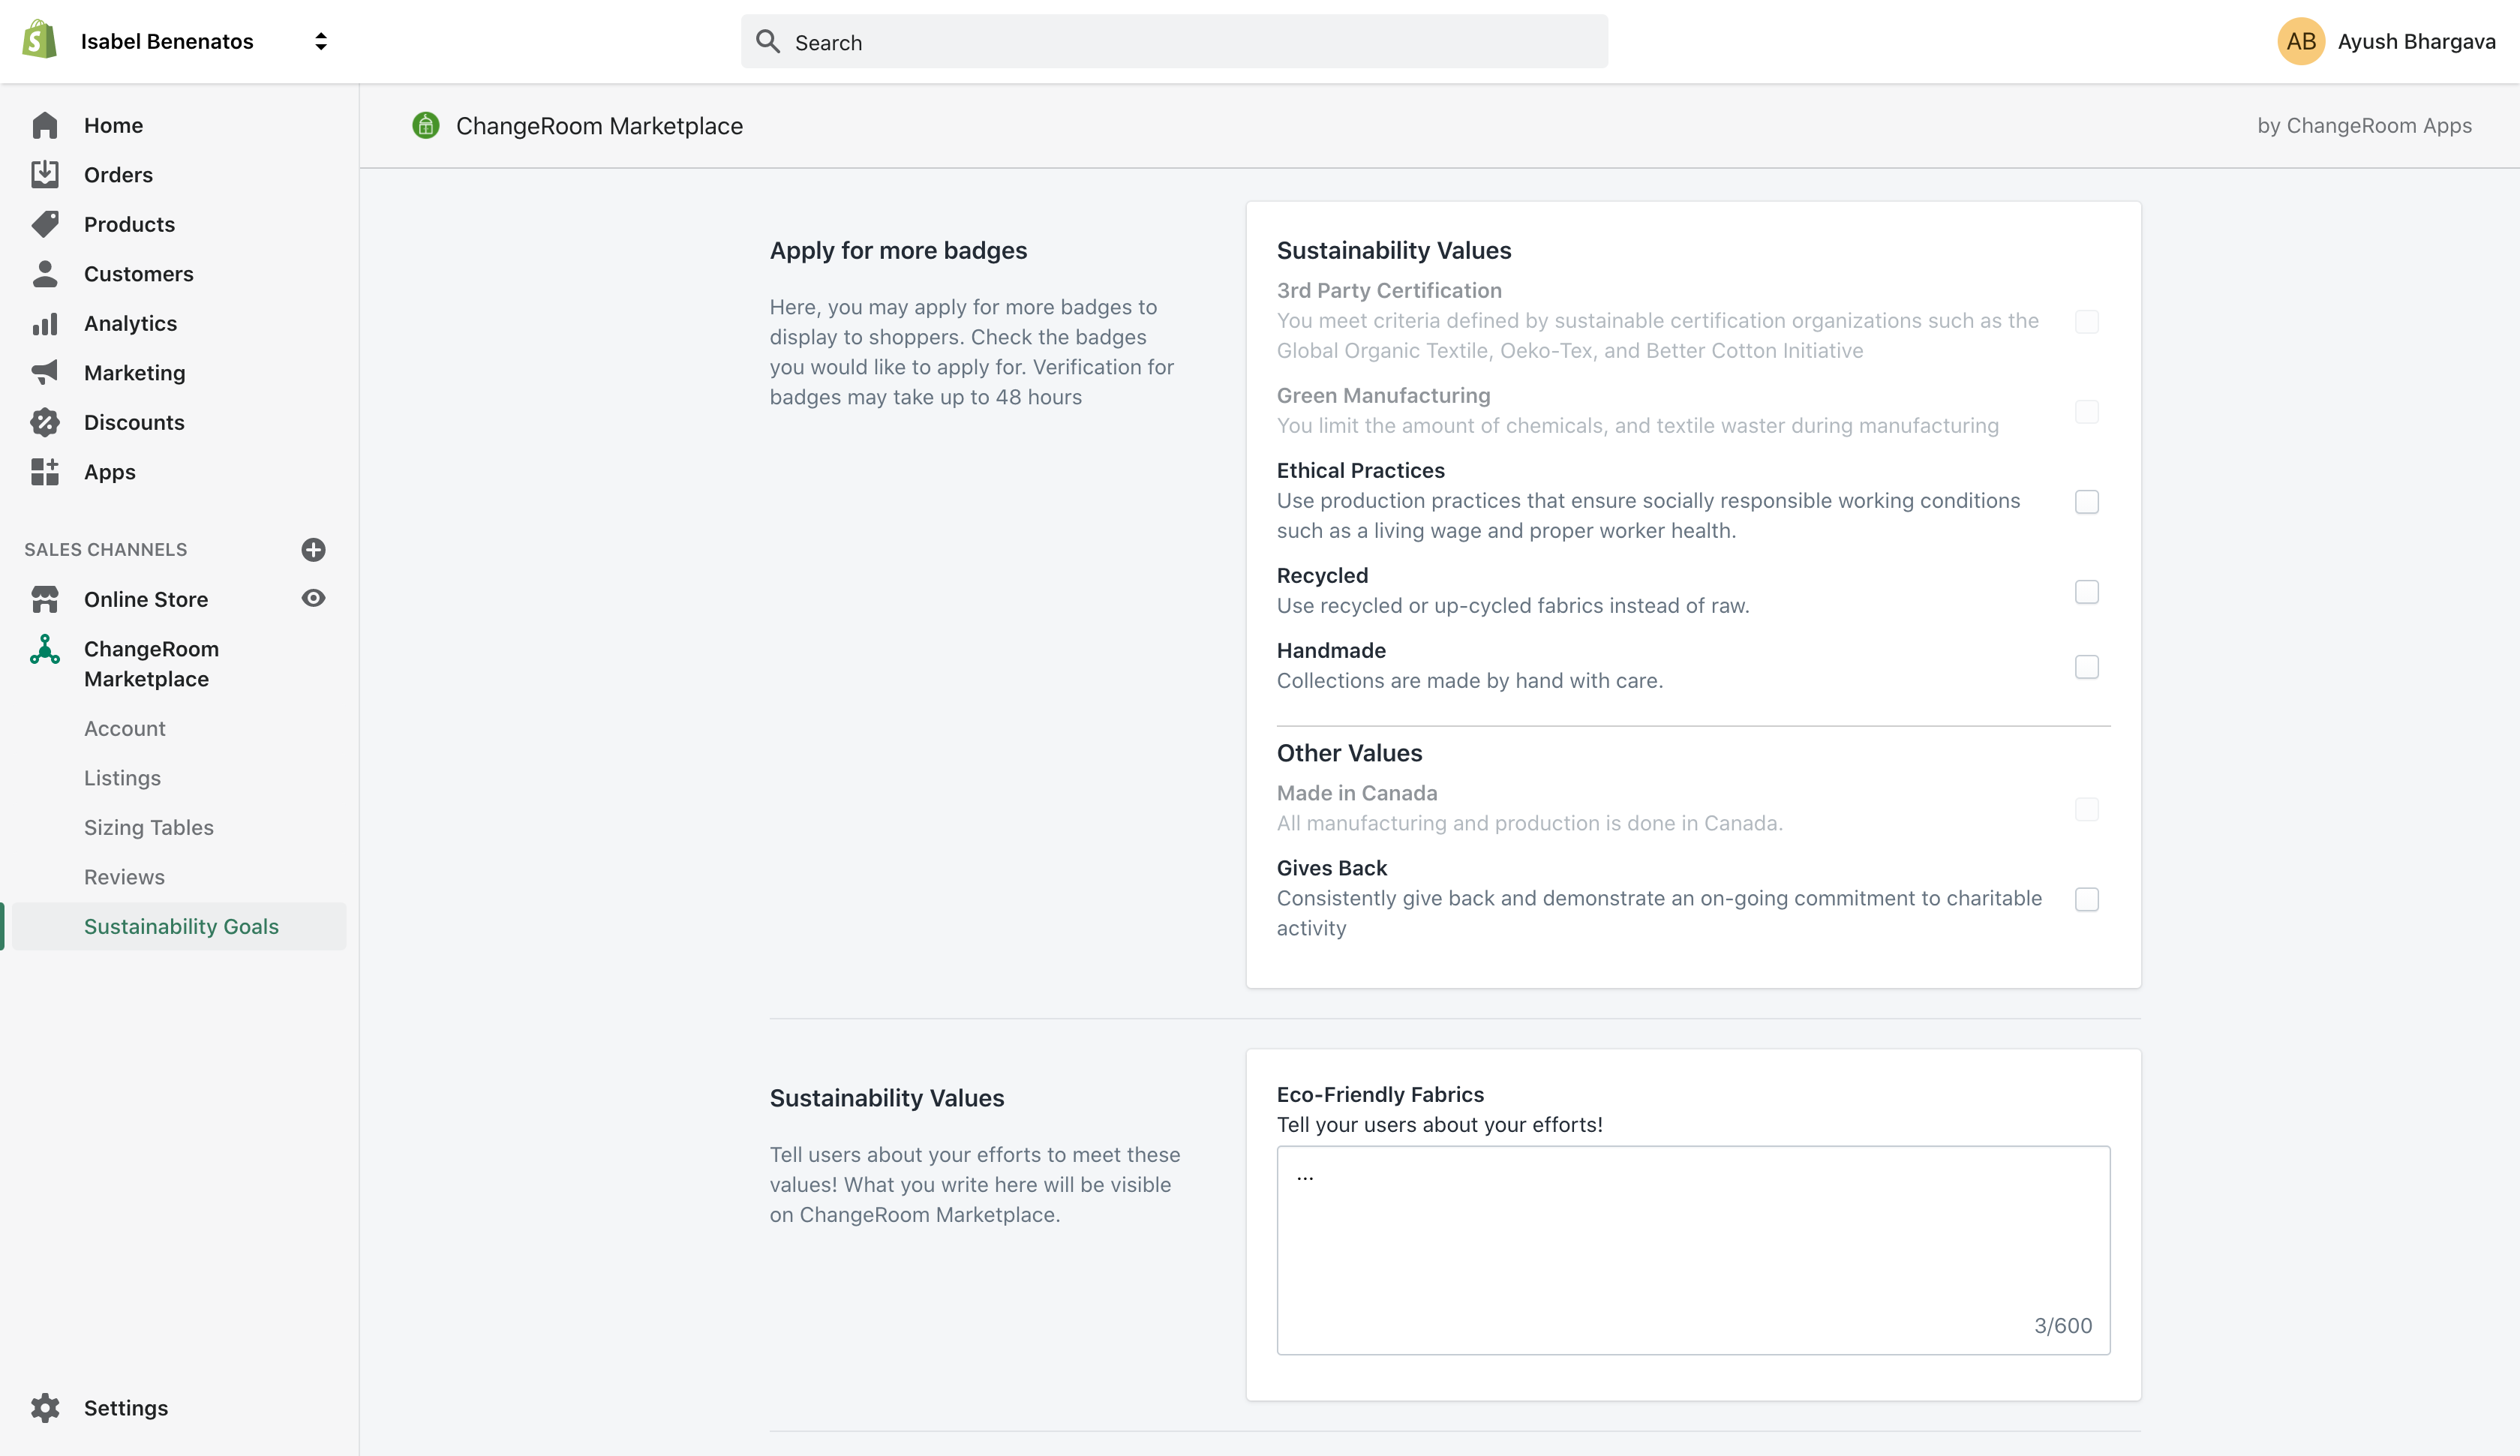 Isabel Benenatos
Search
AB
Ayush Bhargava
Home
Orders
Products
Customers
Analytics
Marketing
Discounts
Apps
SALES CHANNELS
Online Store
ChangeRoom
Marketplace
Account
Listings
Sizing Tables
Reviews
Sustainability Goals
Settings
ChangeRoom Marketplace
by ChangeRoom Apps
Apply for more badges
Here, you may apply for more badges to
display to shoppers. Check the badges
you would like to apply for. Verification for
badges may take up to 48 hours
Sustainability Values
3rd Party Certification
You meet criteria defined by sustainable certification organizations such as the
Global Organic Textile, Oeko-Tex, and Better Cotton Initiative
Green Manufacturing
You limit the amount of chemicals, and textile waster during manufacturing
Ethical Practices
Use production practices that ensure socially responsible working conditions
such as a living wage and proper worker health.
Recycled
Use recycled or up-cycled fabrics instead of raw.
Handmade
Collections are made by hand with care.
Other Values
Made in Canada
All manufacturing and production is done in Canada.
Gives Back
Consistently give back and demonstrate an on-going commitment to charitable
activity
Sustainability Values
Tell users about your efforts to meet these
values! What you write here will be visible
on ChangeRoom Marketplace.
Eco-Friendly Fabrics
Tell your users about your efforts!
...
3/600